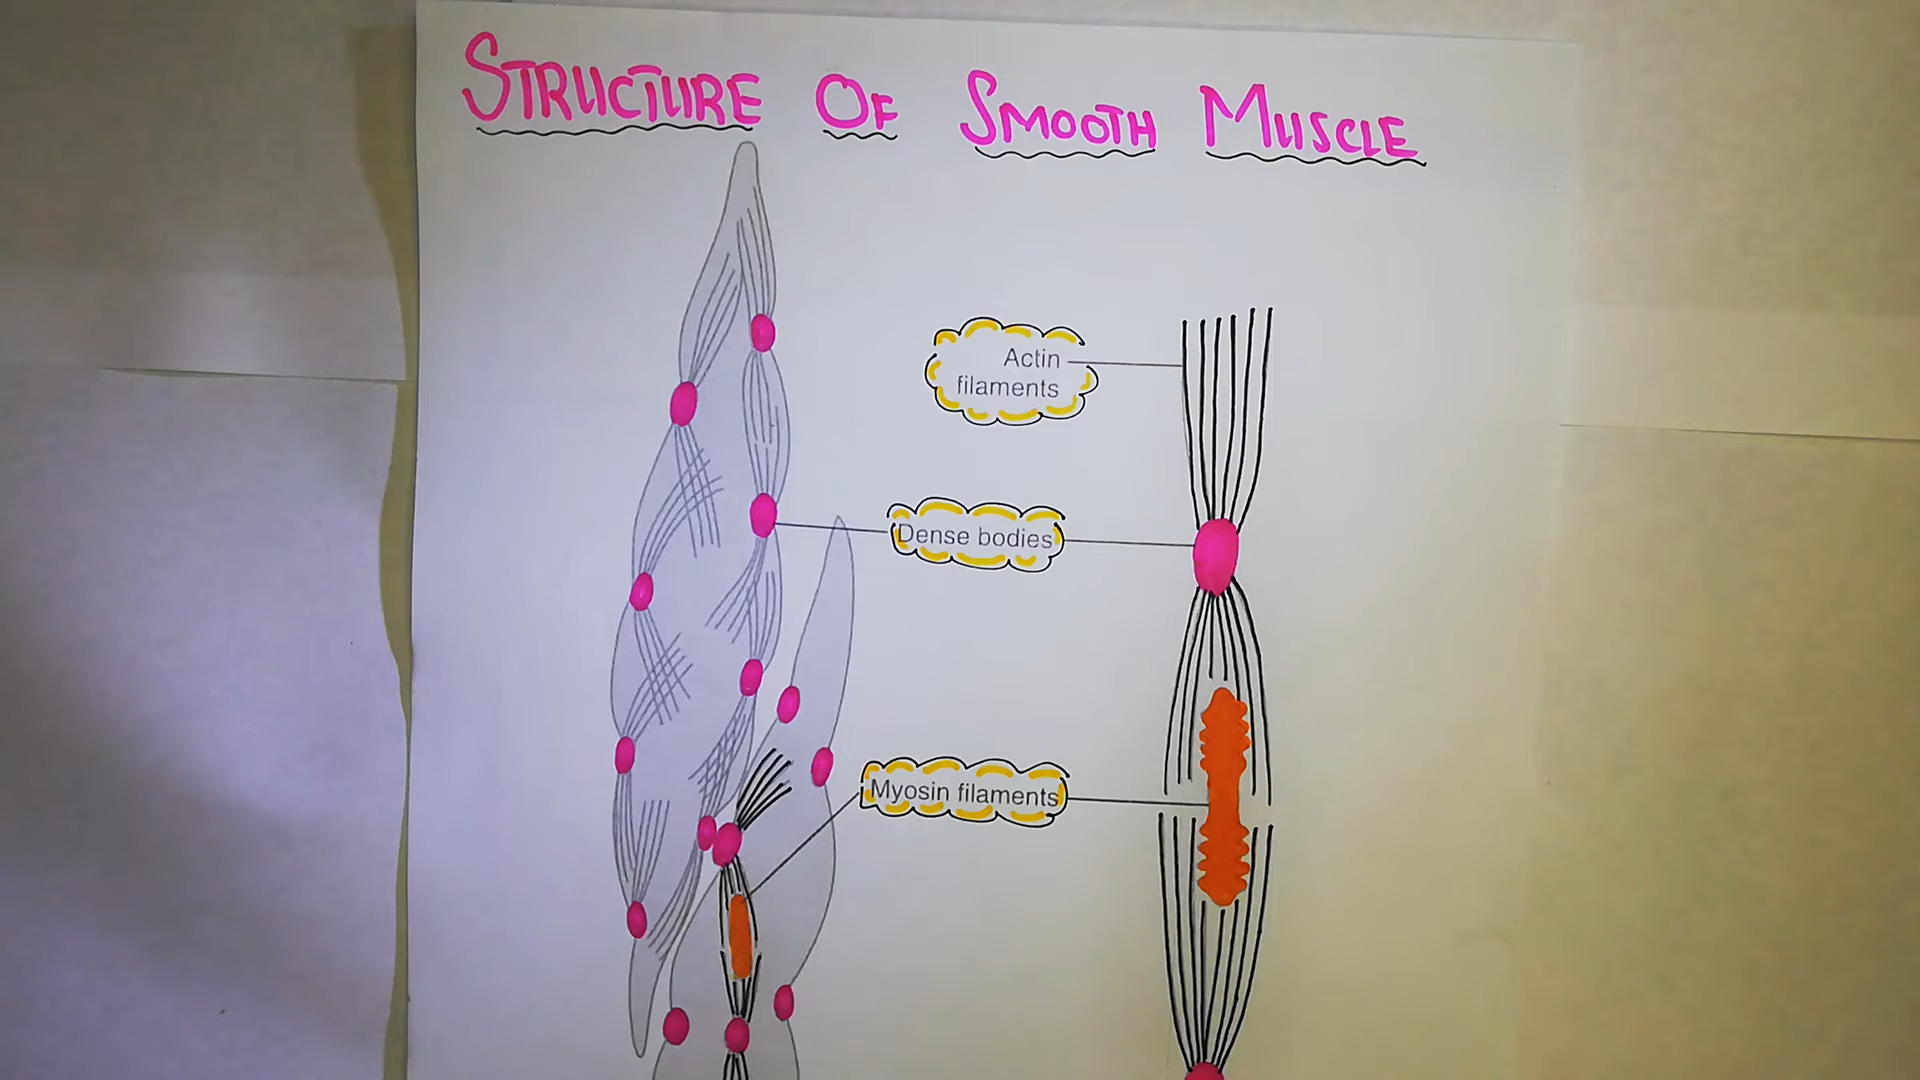 STRUCTURE OF SMOOTH MUSCLE
Actin
filaments
Dense bodies
Myosin filaments